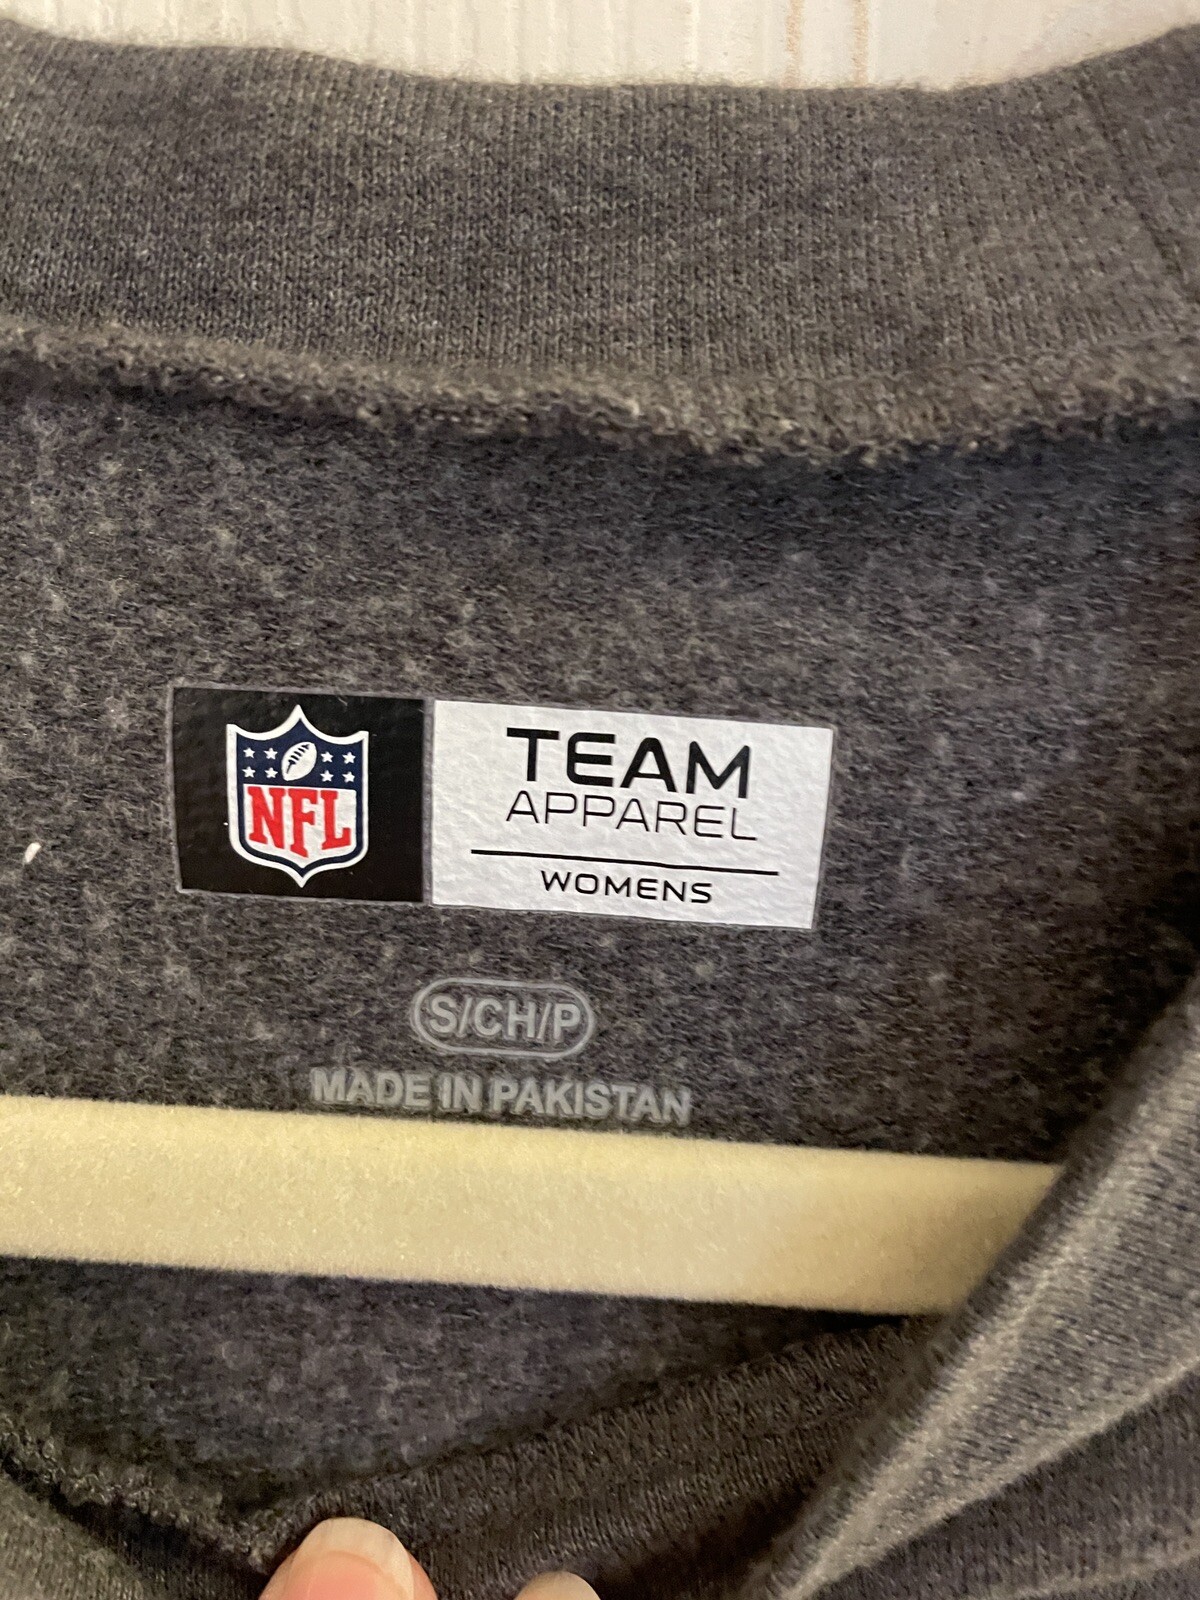 NFL
TEAM
APPAREL
WOMENS
S/CH/P
MADE IN PAKISTAN